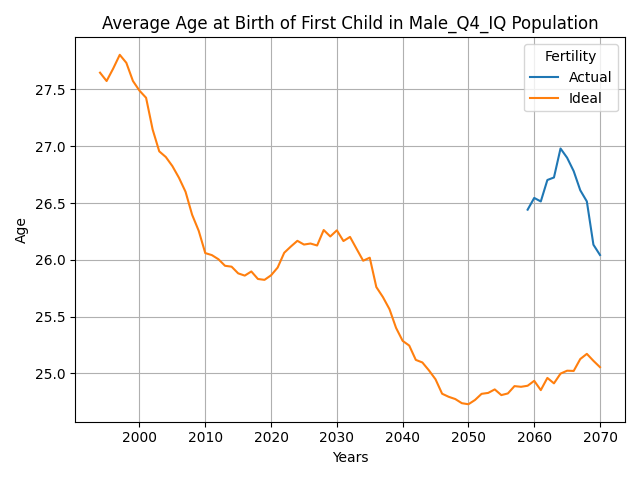 Average Age at Birth of First Child in Male_Q4_IQ Population
Fertility
Actual
Ideal
27.5
27.0
26.5
26.0
25.5
25.0
Age
2000 2010 2020 2030 2040 2050 2060 2070
Years